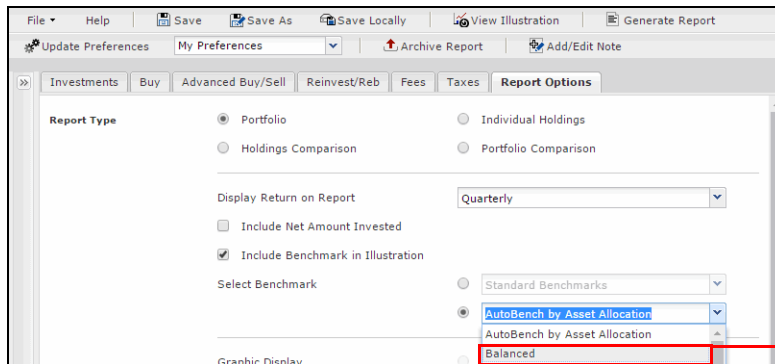 File Help Save Save As Save Locally View Illustration Generate Report
Update Preferences My Preferences Archive Report Add/Edit Note
Investments Buy Advanced Buy/Sell Reinvest/Reb Fees Taxes Report Options
Report Type Portfolio Individual Holdings
Holdings Comparison Portfolio Comparison
Display Return on Report Quarterly
Include Net Amount Invested
Include Benchmark in Illustration
Select Benchmark Standard Benchmarks
AutoBench by Asset Allocation
AutoBench by Asset Allocation
Graphic Display Balanced